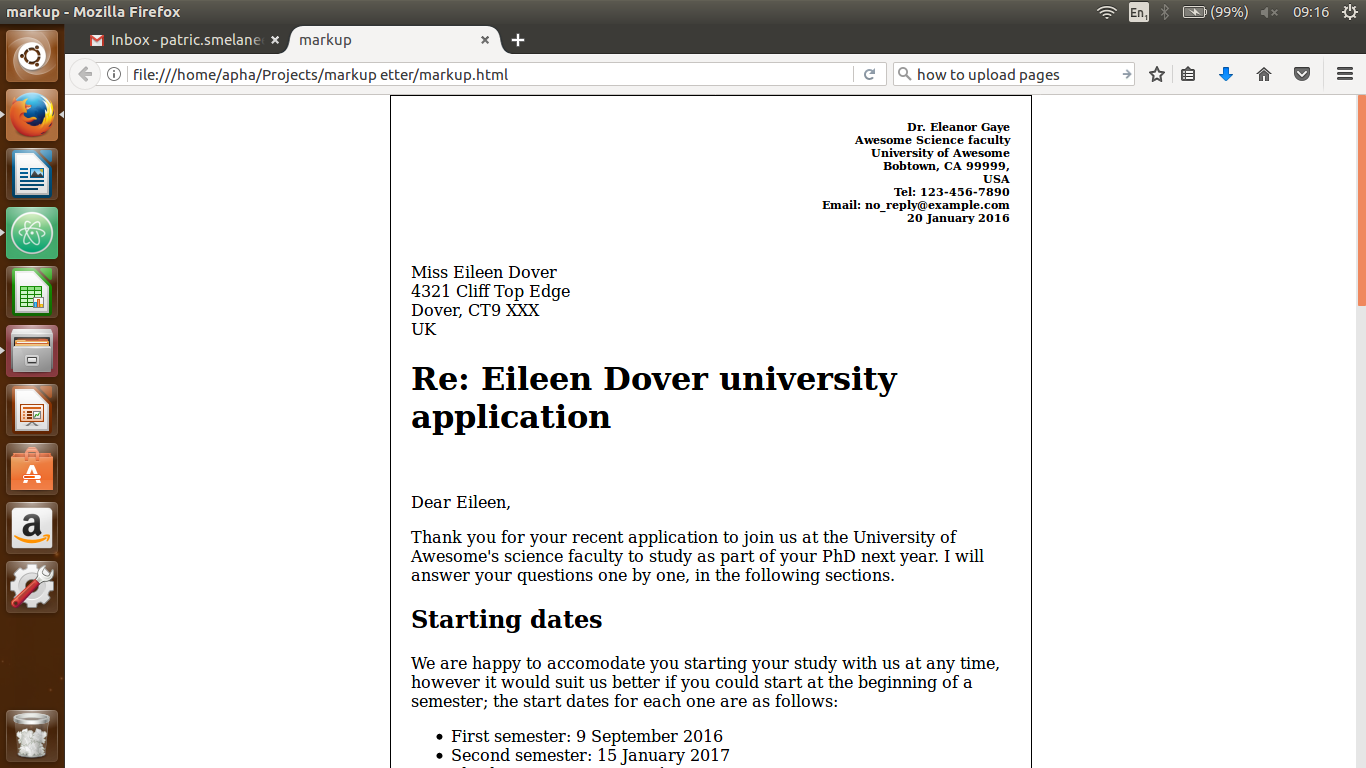 markup - Mozilla Firefox
En1
(99%)
09:16
Inbox - patric.smelane
markup
file:///home/apha/Projects/markup etter/markup.html
how to upload pages
Dr. Eleanor Gaye
Awesome Science faculty
University of Awesome
Bobtown, CA 99999,
USA
Tel: 123-456-7890
Email: no_reply@example.com
20 January 2016
Miss Eileen Dover
4321 Cliff Top Edge
Dover, CT9 XXX
UK
Re: Eileen Dover university
application
Dear Eileen,
Thank you for your recent application to join us at the University of
Awesome's science faculty to study as part of your PhD next year. I will
answer your questions one by one, in the following sections.
Starting dates
We are happy to accomodate you starting your study with us at any time,
however it would suit us better if you could start at the beginning of a
semester; the start dates for each one are as follows:
• First semester: 9 September 2016
• Second semester: 15 January 2017